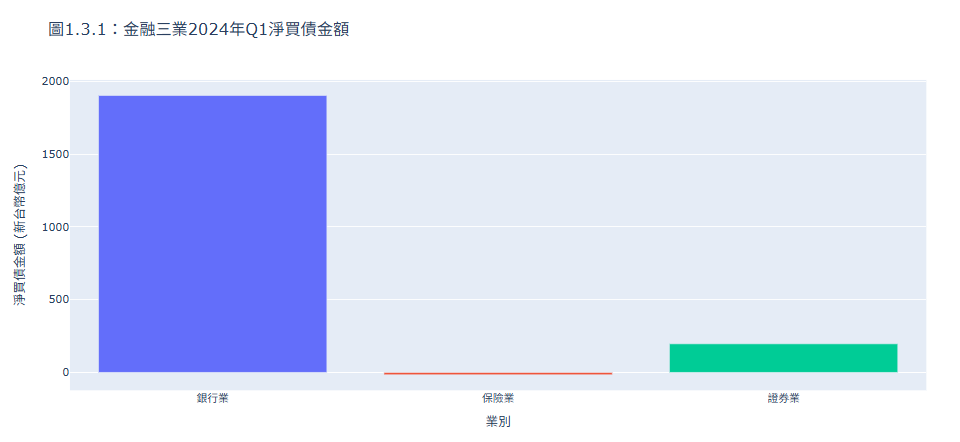 圖1.3.1：金融三業2024年Q1淨買債金額
淨買債金額 (新台幣億元)
2000
1500
1000
500
0
銀行業
保險業
證券業
業別